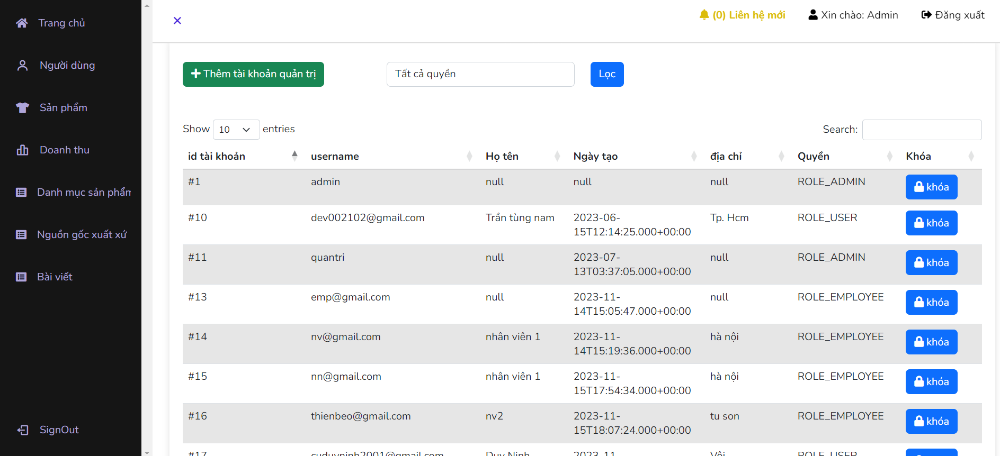 Trang chủ
Người dùng
Sản phẩm
Doanh thu
Danh mục sản phẩm
Nguồn gốc xuất xứ
Bài viết
SignOut
(0) Liên hệ mới
Xin chào: Admin
Đăng xuất
Thêm tài khoản quản trị
Tất cả quyền
Lọc
Show 10 entries
Search:
id tài khoản username Họ tên Ngày tạo địa chỉ Quyền Khóa
#1 admin null null null ROLE_ADMIN khóa
#10 dev002102@gmail.com Trần tùng nam 2023-06-
15T12:14:25.000+00:00 Tp. Hcm ROLE_USER khóa
#11 quantri null 2023-07-
13T03:37:05.000+00:00 null ROLE_ADMIN khóa
#13 emp@gmail.com null 2023-11-
14T15:05:47.000+00:00 null ROLE_EMPLOYEE khóa
#14 nv@gmail.com nhân viên 1 2023-11-
14T15:19:36.000+00:00 hà nội ROLE_EMPLOYEE khóa
#15 nn@gmail.com nhân viên 1 2023-11-
15T17:54:34.000+00:00 hà nội ROLE_EMPLOYEE khóa
#16 thienbeo@gmail.com nv2 2023-11-
15T18:07:24.000+00:00 tu son ROLE_EMPLOYEE khóa
#17 cuduyninh2001@gmail.com Duy Ninh 2023-11- Vôi ROLE_USER